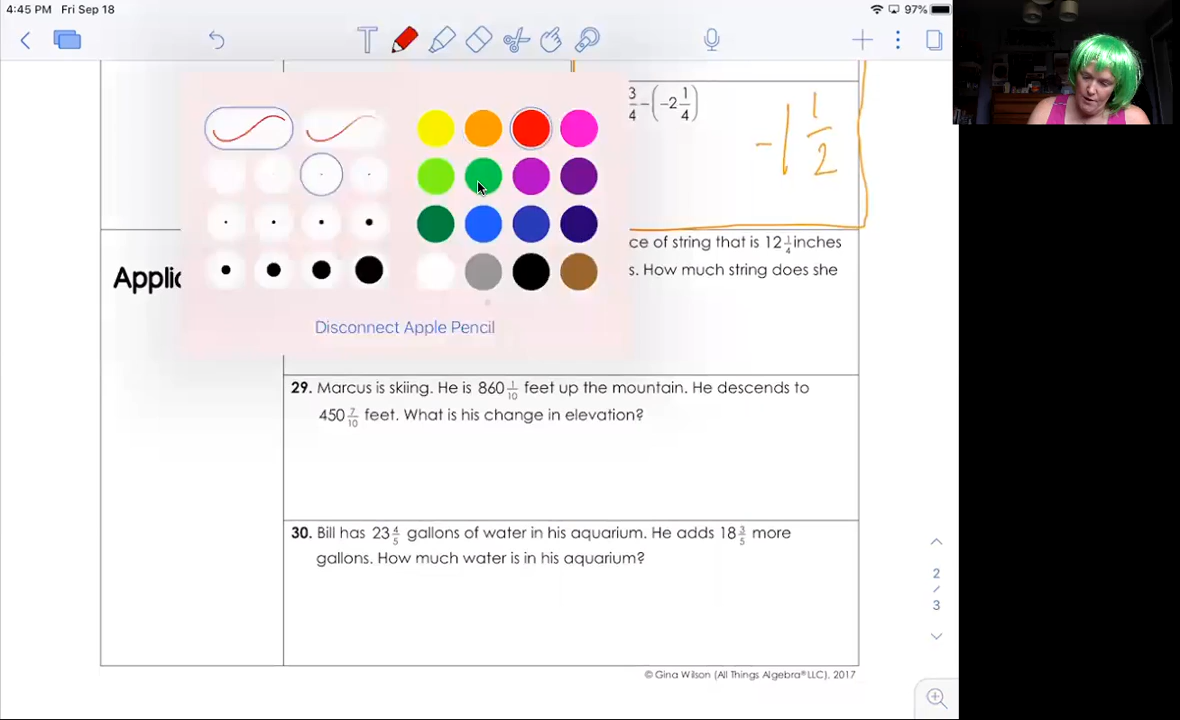 4:45 PM Fri Sep 18
97%
T
3/4 − (−2 1/4)
-1 1/2
ce of string that is 12 1/4 inches
s. How much string does she
Applic
Disconnect Apple Pencil
29. Marcus is skiing. He is 860 1/10 feet up the mountain. He descends to
450 7/10 feet. What is his change in elevation?
30. Bill has 23 4/5 gallons of water in his aquarium. He adds 18 3/5 more
gallons. How much water is in his aquarium?
2
/
3
© Gina Wilson (All Things Algebra® LLC), 2017